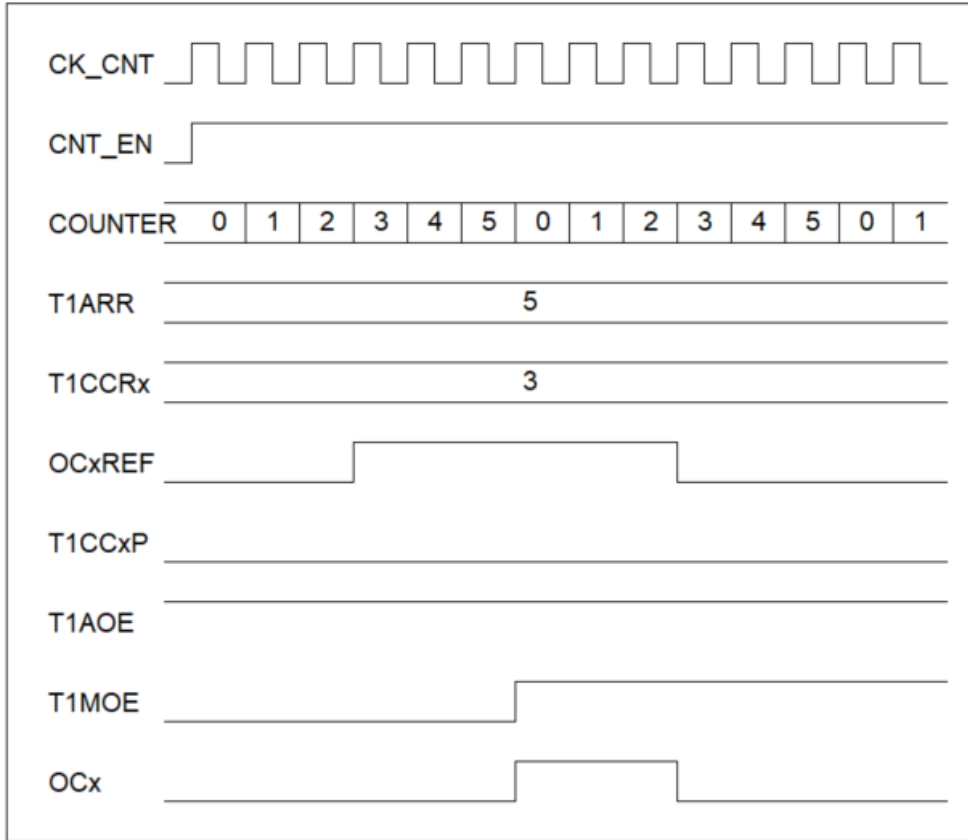 CK_CNT
CNT_EN
COUNTER 0 1 2 3 4 5 0 1 2 3 4 5 0 1
T1ARR 5
T1CCRx 3
OCxREF
T1CCxP
T1AOE
T1MOE
OCx